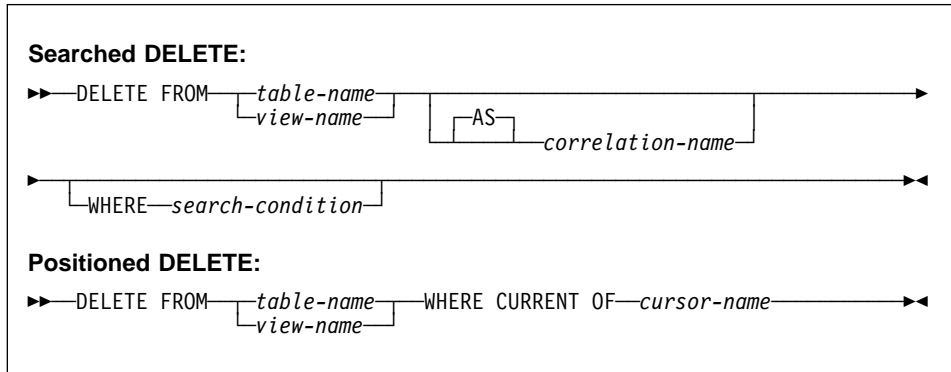 Searched DELETE:
DELETE FROM table-name
view-name
AS
correlation-name
WHERE search-condition
Positioned DELETE:
DELETE FROM table-name WHERE CURRENT OF cursor-name
view-name